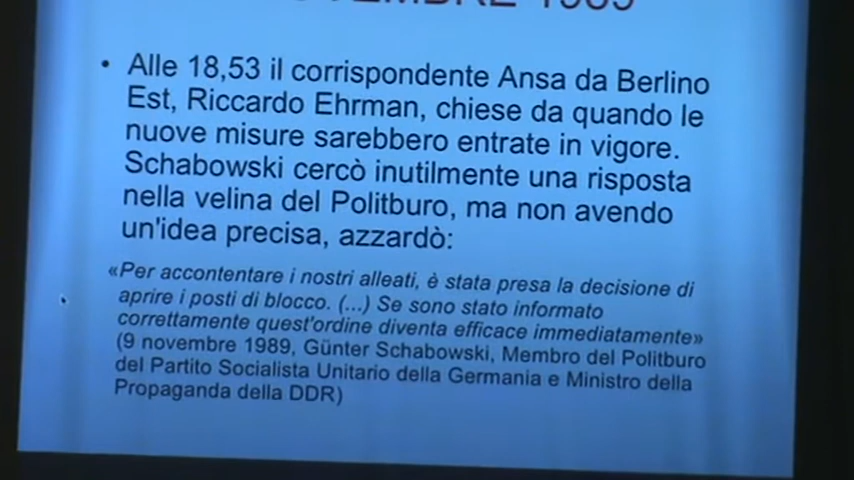 NOVEMBRE 1989
• Alle 18,53 il corrispondente Ansa da Berlino
Est, Riccardo Ehrman, chiese da quando le
nuove misure sarebbero entrate in vigore.
Schabowski cercò inutilmente una risposta
nella velina del Politburo, ma non avendo
un'idea precisa, azzardò:
«Per accontentare i nostri alleati, è stata presa la decisione di
aprire i posti di blocco. (...) Se sono stato informato
correttamente quest'ordine diventa efficace immediatamente»
(9 novembre 1989, Günter Schabowski, Membro del Politburo
del Partito Socialista Unitario della Germania e Ministro della
Propaganda della DDR)